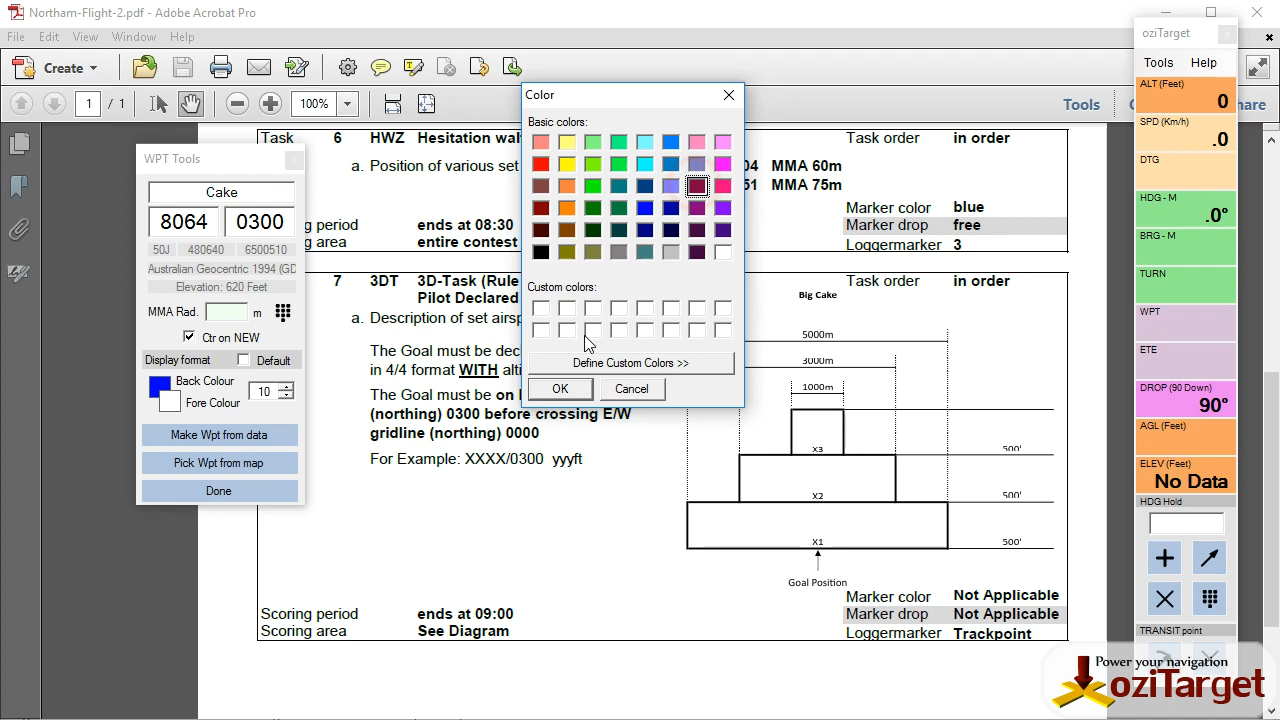 Northam-Flight-2.pdf - Adobe Acrobat Pro
File Edit View Window Help
Create
1 / 1
100%
Tools
hare
Task 6 HWZ Hesitation wal
Task order in order
a. Position of various set
04 MMA 60m
51 MMA 75m
Marker color blue
g period ends at 08:30
Marker drop free
g area entire contest
Loggermarker 3
7 3DT 3D-Task (Rule
Task order in order
Pilot Declared
a. Description of set airsp
The Goal must be dec
in 4/4 format WITH alti
The Goal must be on
(northing) 0300 before crossing E/W
gridline (northing) 0000
For Example: XXXX/0300 yyyft
Big Cake
5000m
3000m
1000m
X3
500'
X2
500'
X1
500'
Goal Position
Marker color Not Applicable
Scoring period ends at 09:00
Marker drop Not Applicable
Scoring area See Diagram
Loggermarker Trackpoint
WPT Tools
Cake
8064 0300
50J 480640 6500510
Australian Geocentric 1994 (GD
Elevation: 620 Feet
MMA Rad. m
Ctr on NEW
Display format Default
Back Colour
10
Fore Colour
Make Wpt from data
Pick Wpt from map
Done
Color
Basic colors:
Custom colors:
Define Custom Colors >>
OK Cancel
oziTarget
Tools Help
ALT (Feet)
0
SPD (Km/h)
.0
DTG
HDG - M
.0°
BRG - M
TURN
WPT
ETE
DROP (90 Down)
90°
AGL (Feet)
ELEV (Feet)
No Data
HDG Hold
TRANSIT point
Power your navigation
oziTarget